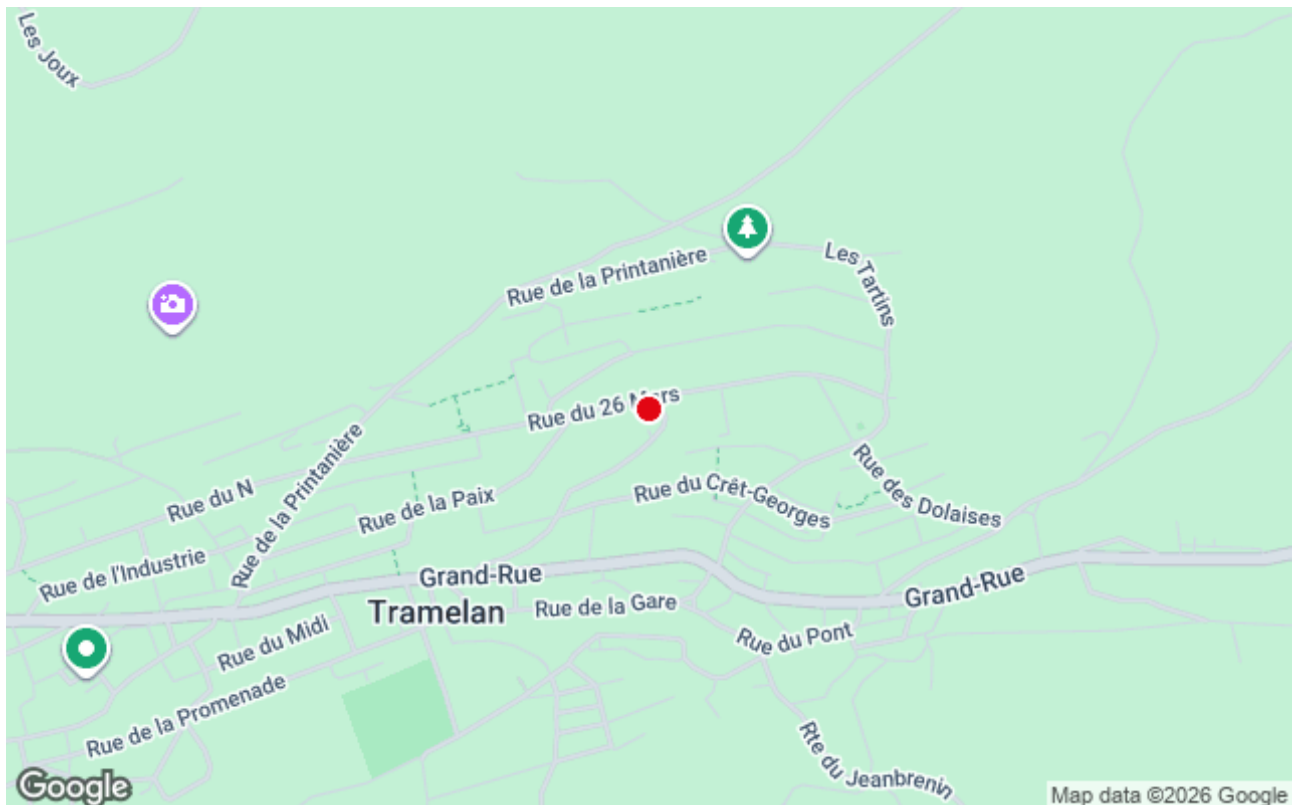 Les Joux
Rue de la Printanière
Les Tartins
Rue du 26 Mars
Rue du N
Rue de la Printanière
Rue de la Paix
Rue du Crêt-Georges
Rue des Dolaises
Rue de l'Industrie
Grand-Rue
Grand-Rue
Tramelan
Rue de la Gare
Rue du Midi
Rue du Pont
Rue de la Promenade
Rte du Jeanbrenin
Google
Map data ©2026 Google